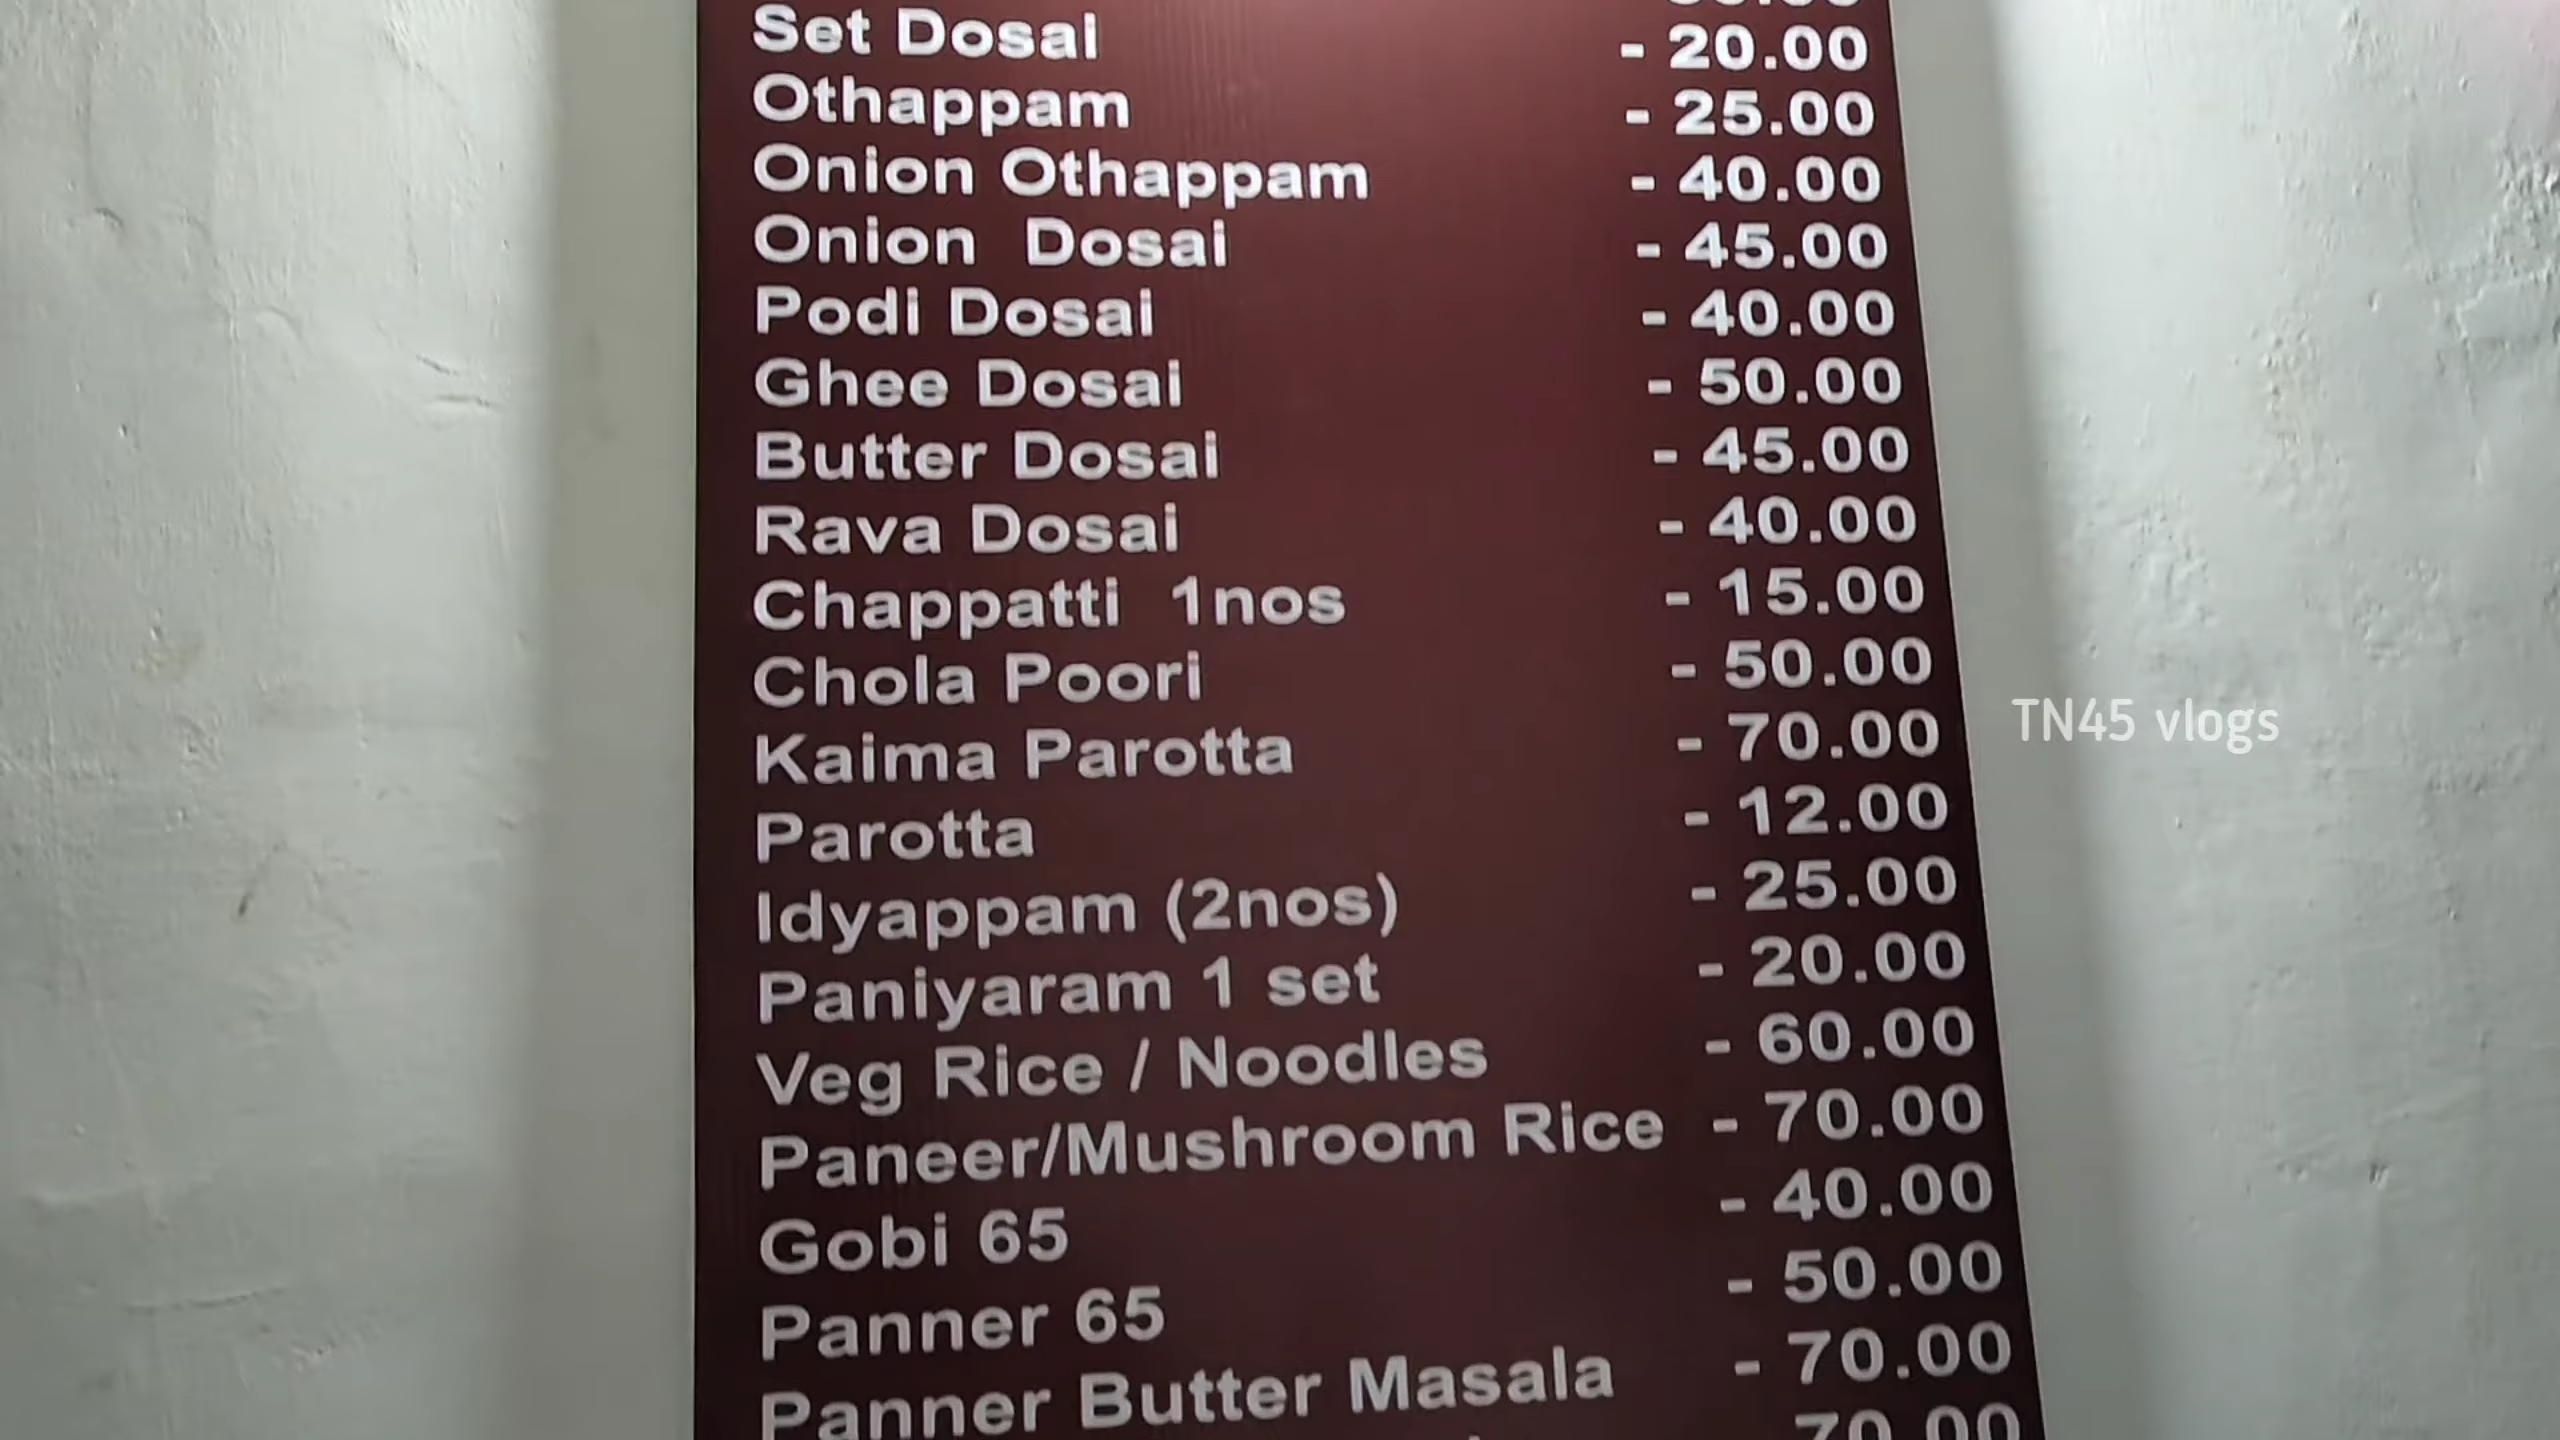 Set Dosai - 20.00
Othappam - 25.00
Onion Othappam - 40.00
Onion Dosai - 45.00
Podi Dosai - 40.00
Ghee Dosai - 50.00
Butter Dosai - 45.00
Rava Dosai - 40.00
Chappatti 1nos - 15.00
Chola Poori - 50.00
Kaima Parotta - 70.00
TN45 vlogs
Parotta - 12.00
Idyappam (2nos) - 25.00
Paniyaram 1 set - 20.00
Veg Rice / Noodles - 60.00
Paneer/Mushroom Rice - 70.00
Gobi 65 - 40.00
Panner 65 - 50.00
Panner Butter Masala - 70.00
70.00